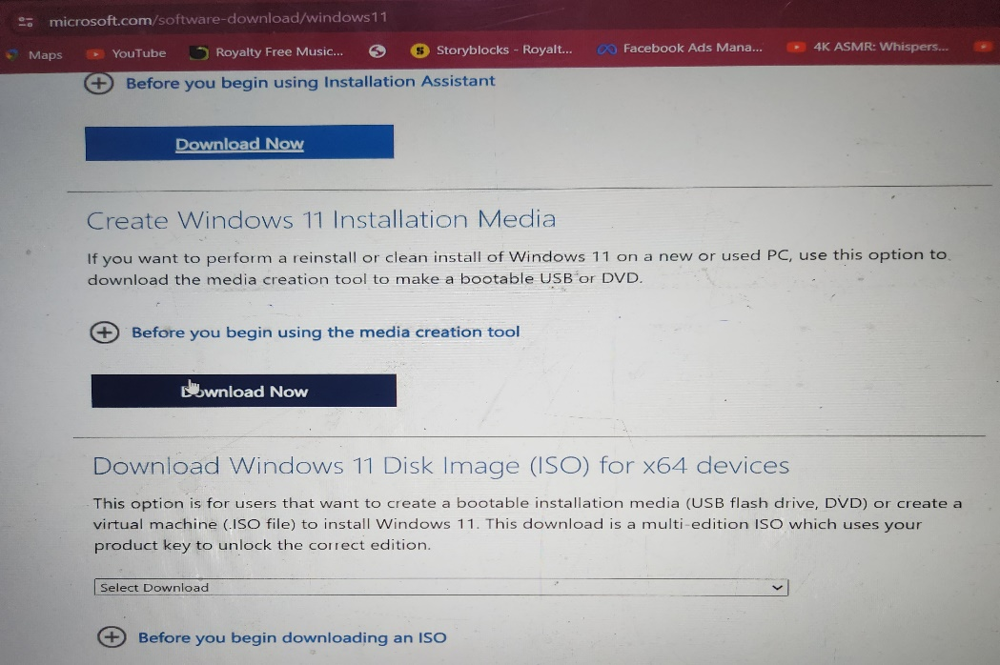 microsoft.com/software-download/windows11
Maps YouTube Royalty Free Music... Storyblocks - Royalt... Facebook Ads Mana... 4K ASMR: Whispers...
Before you begin using Installation Assistant
Download Now
Create Windows 11 Installation Media
If you want to perform a reinstall or clean install of Windows 11 on a new or used PC, use this option to
download the media creation tool to make a bootable USB or DVD.
Before you begin using the media creation tool
Download Now
Download Windows 11 Disk Image (ISO) for x64 devices
This option is for users that want to create a bootable installation media (USB flash drive, DVD) or create a
virtual machine (.ISO file) to install Windows 11. This download is a multi-edition ISO which uses your
product key to unlock the correct edition.
Select Download
Before you begin downloading an ISO